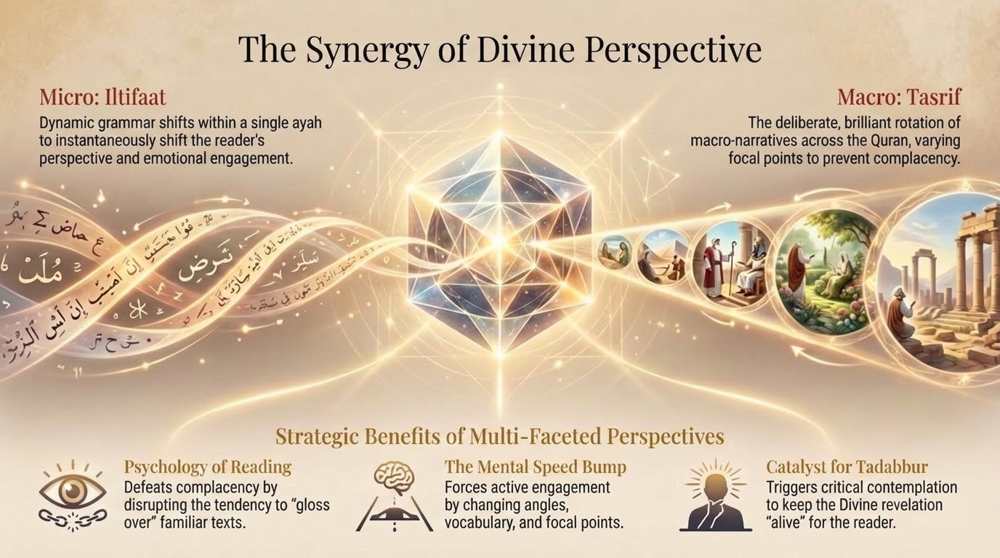 The Synergy of Divine Perspective
Micro: Iltifaat
Dynamic grammar shifts within a single ayah
to instantaneously shift the reader's
perspective and emotional engagement.
Macro: Tasrif
The deliberate, brilliant rotation of
macro-narratives across the Quran, varying
focal points to prevent complacency.
Strategic Benefits of Multi-Faceted Perspectives
Psychology of Reading
Defeats complacency by
disrupting the tendency to “gloss
over” familiar texts.
The Mental Speed Bump
Forces active engagement
by changing angles,
vocabulary, and focal points.
Catalyst for Tadabbur
Triggers critical contemplation
to keep the Divine revelation
“alive” for the reader.